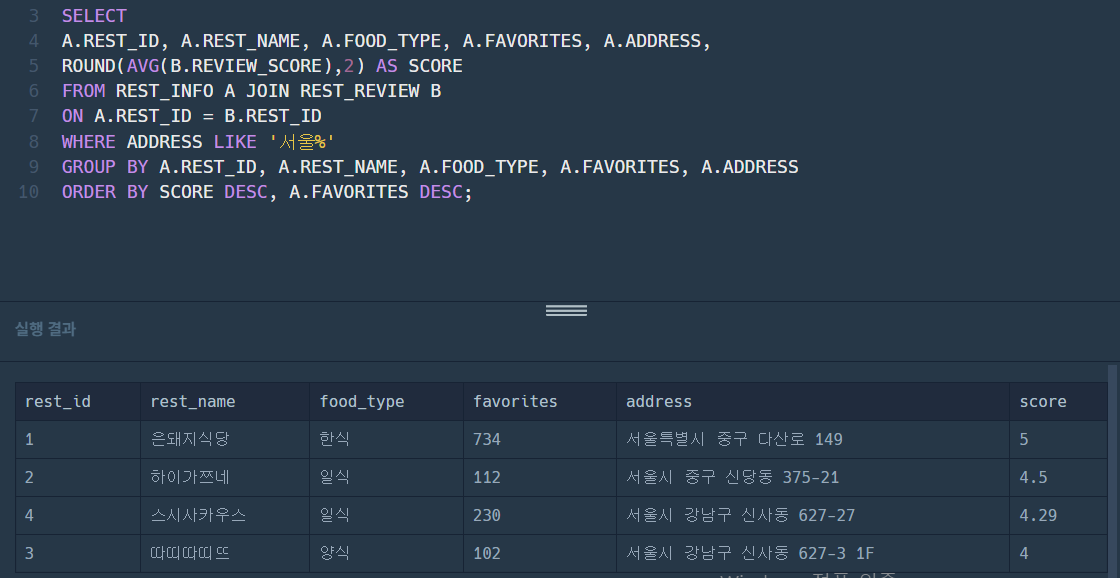 3 SELECT
4 A.REST_ID, A.REST_NAME, A.FOOD_TYPE, A.FAVORITES, A.ADDRESS,
5 ROUND(AVG(B.REVIEW_SCORE),2) AS SCORE
6 FROM REST_INFO A JOIN REST_REVIEW B
7 ON A.REST_ID = B.REST_ID
8 WHERE ADDRESS LIKE '서울%'
9 GROUP BY A.REST_ID, A.REST_NAME, A.FOOD_TYPE, A.FAVORITES, A.ADDRESS
10 ORDER BY SCORE DESC, A.FAVORITES DESC;
실행 결과
rest_id rest_name food_type favorites address score
1 은돼지식당 한식 734 서울특별시 중구 다산로 149 5
2 하이가쯔네 일식 112 서울시 중구 신당동 375-21 4.5
4 스시사카우스 일식 230 서울시 강남구 신사동 627-27 4.29
3 따띠따띠뜨 양식 102 서울시 강남구 신사동 627-3 1F 4